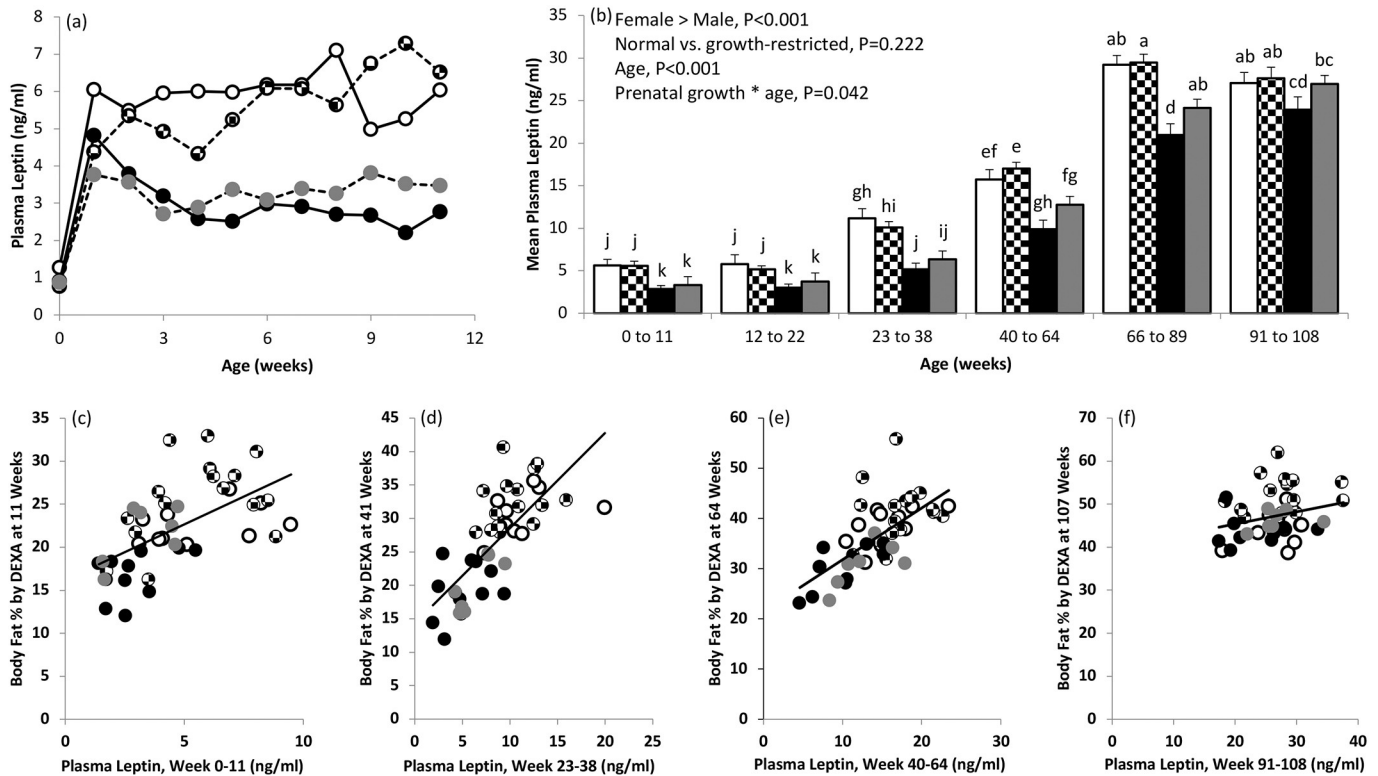 (a)
Plasma Leptin (ng/ml)
8
7
6
5
4
3
2
1
0
0 3 6 9 12
Age (weeks)
(b) Female > Male, P<0.001
Normal vs. growth-restricted, P=0.222
Age, P<0.001
Prenatal growth * age, P=0.042
Mean Plasma Leptin (ng/ml)
35
30
25
20
15
10
5
0
j j k k
j j k k
gh hi j ij
ef e gh fg
ab a d ab
ab ab cd bc
0 to 11 12 to 22 23 to 38 40 to 64 66 to 89 91 to 108
Age (weeks)
(c)
Body Fat % by DEXA at 11 Weeks
35
30
25
20
15
10
5
0
0 5 10
Plasma Leptin, Week 0-11 (ng/ml)
(d)
Body Fat % by DEXA at 41 Weeks
45
40
35
30
25
20
15
10
5
0
0 5 10 15 20 25
Plasma Leptin, Week 23-38 (ng/ml)
(e)
Body Fat % by DEXA at 64 Weeks
60
50
40
30
20
10
0
0 10 20 30
Plasma Leptin, Week 40-64 (ng/ml)
(f)
Body Fat % by DEXA at 107 Weeks
70
60
50
40
30
20
10
0
0 10 20 30 40
Plasma Leptin, Week 91-108 (ng/ml)